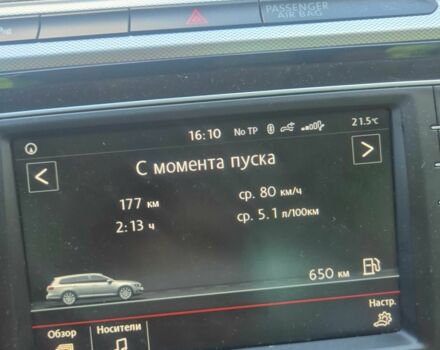 PASSENGER
AIR BAG
16:10 No TP 21.5°C
С момента пуска
177 км ср. 80 км/ч
2:13 ч ср. 5.1 л/100км
650 км
Обзор Носители Настр.